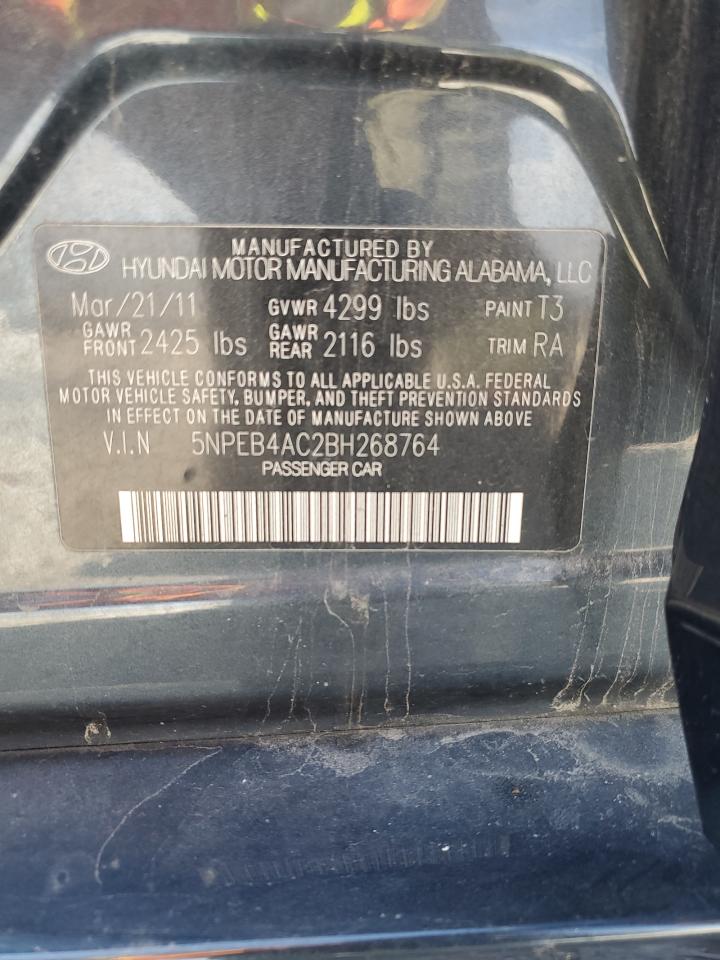 MANUFACTURED BY
HYUNDAI MOTOR MANUFACTURING ALABAMA, LLC
Mar/21/11 GVWR 4299 lbs PAINT T3
GAWR FRONT 2425 lbs GAWR REAR 2116 lbs TRIM RA
THIS VEHICLE CONFORMS TO ALL APPLICABLE U.S.A. FEDERAL
MOTOR VEHICLE SAFETY, BUMPER, AND THEFT PREVENTION STANDARDS
IN EFFECT ON THE DATE OF MANUFACTURE SHOWN ABOVE
V.I.N 5NPEB4AC2BH268764
PASSENGER CAR